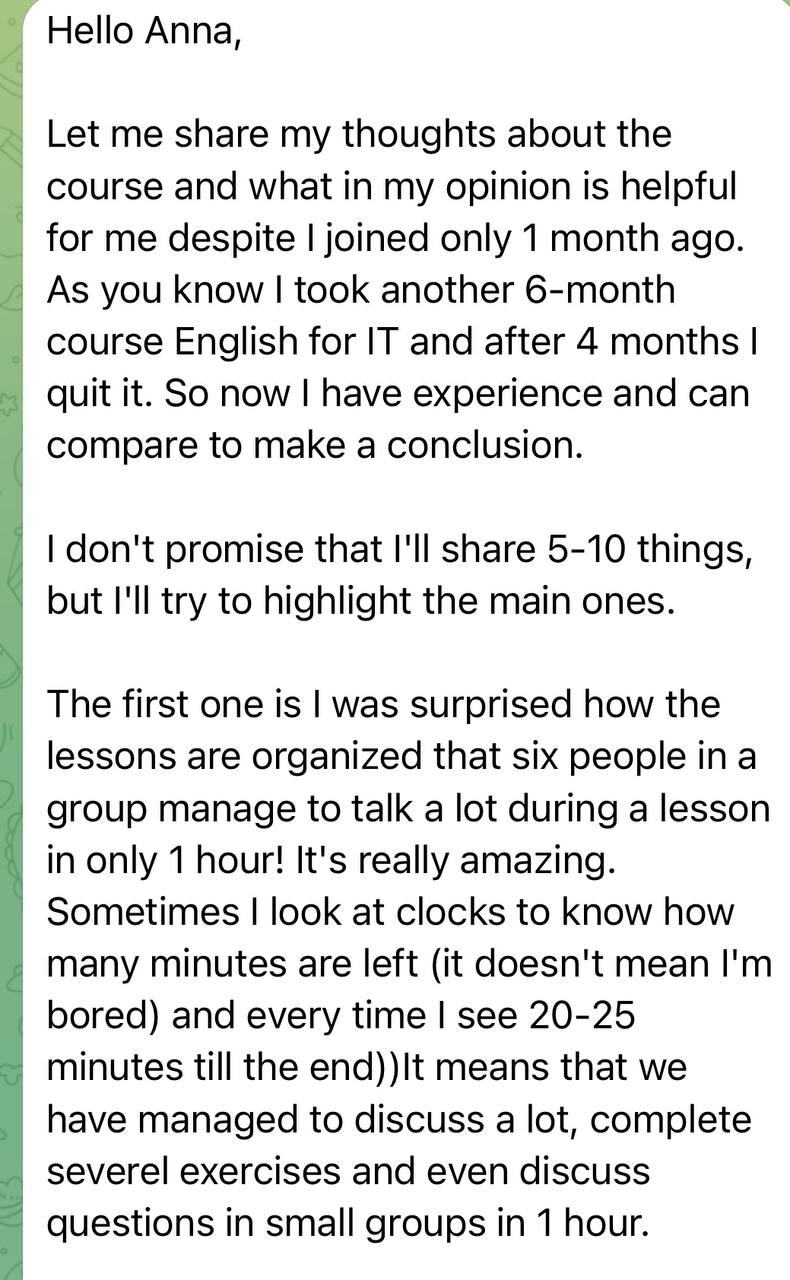 Hello Anna,
Let me share my thoughts about the
course and what in my opinion is helpful
for me despite I joined only 1 month ago.
As you know I took another 6-month
course English for IT and after 4 months I
quit it. So now I have experience and can
compare to make a conclusion.
I don't promise that I'll share 5-10 things,
but I'll try to highlight the main ones.
The first one is I was surprised how the
lessons are organized that six people in a
group manage to talk a lot during a lesson
in only 1 hour! It's really amazing.
Sometimes I look at clocks to know how
many minutes are left (it doesn't mean I'm
bored) and every time I see 20-25
minutes till the end))It means that we
have managed to discuss a lot, complete
severel exercises and even discuss
questions in small groups in 1 hour.